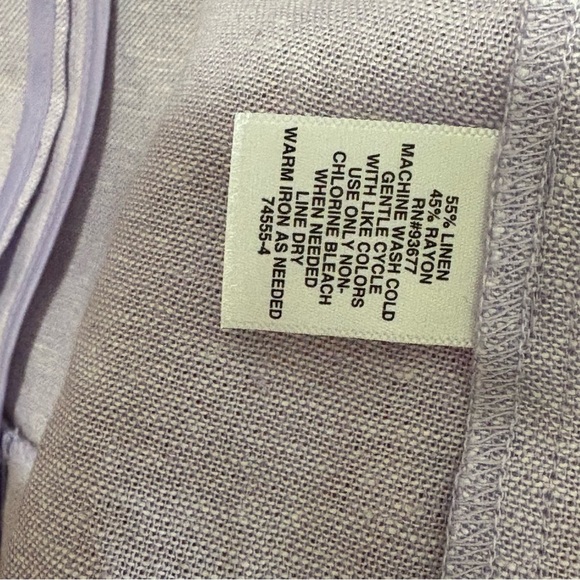 55% LINEN
45% RAYON
RN#93677
MACHINE WASH COLD
GENTLE CYCLE
WITH LIKE COLORS
USE ONLY NON-
CHLORINE BLEACH
WHEN NEEDED
LINE DRY
WARM IRON AS NEEDED
74555-4